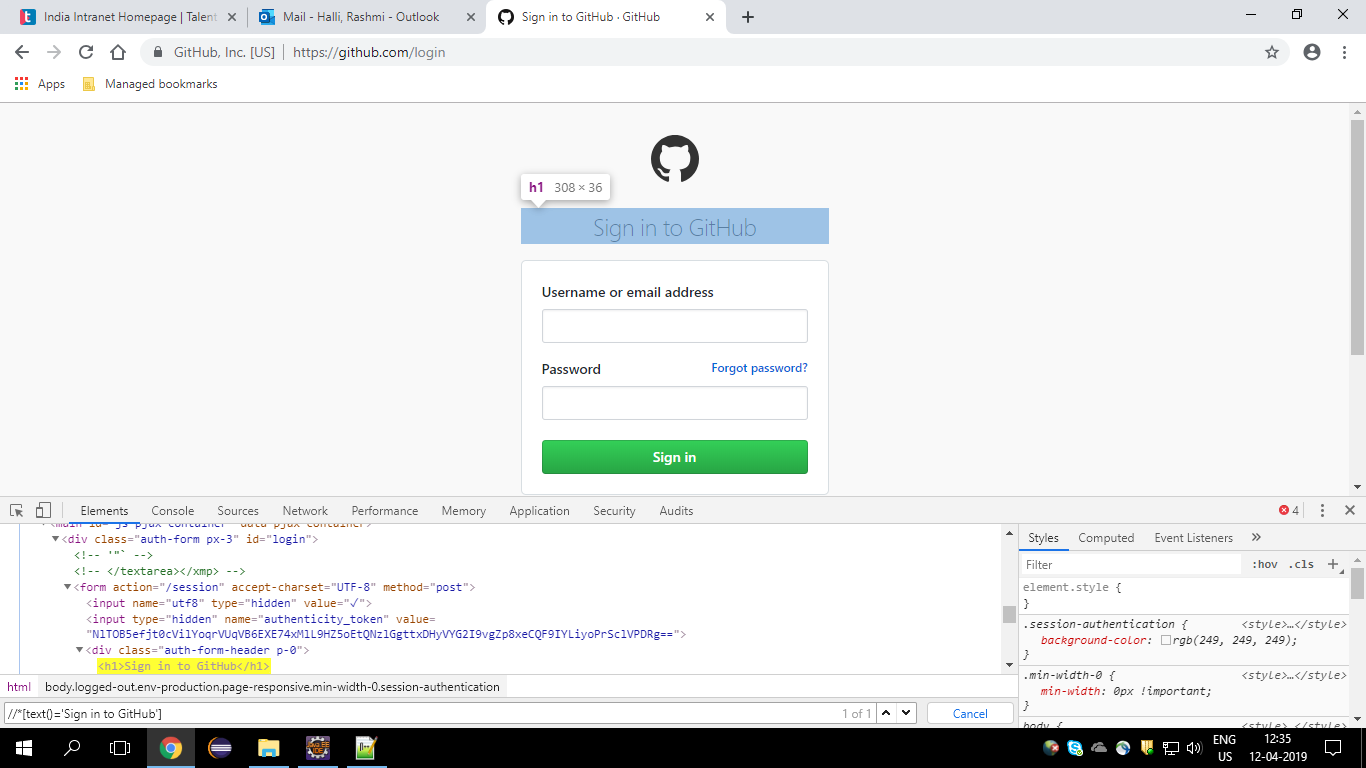 India Intranet Homepage | Talent
Mail - Halli, Rashmi - Outlook
Sign in to GitHub · GitHub
GitHub, Inc. [US]
https://github.com/login
Apps
Managed bookmarks
h1 308 × 36
Sign in to GitHub
Username or email address
Password
Forgot password?
Sign in
Elements Console Sources Network Performance Memory Application Security Audits
4
<div class="auth-form px-3" id="login">
<!-- '"` -->
<!-- </textarea></xmp> -->
<form action="/session" accept-charset="UTF-8" method="post">
<input name="utf8" type="hidden" value="✓">
<input type="hidden" name="authenticity_token" value=
<div class="auth-form-header p-0">
<h1>Sign in to GitHub</h1>
html body.logged-out.env-production.page-responsive.min-width-0.session-authentication
//*[text()='Sign in to GitHub']
1 of 1
Cancel
Styles Computed Event Listeners »
Filter
:hov .cls +
element.style {
}
.session-authentication { <style>…</style>
background-color: rgb(249, 249, 249);
}
.min-width-0 { <style>…</style>
min-width: 0px !important;
}
body { <style>…</style>
ENG
US
12:35
12-04-2019